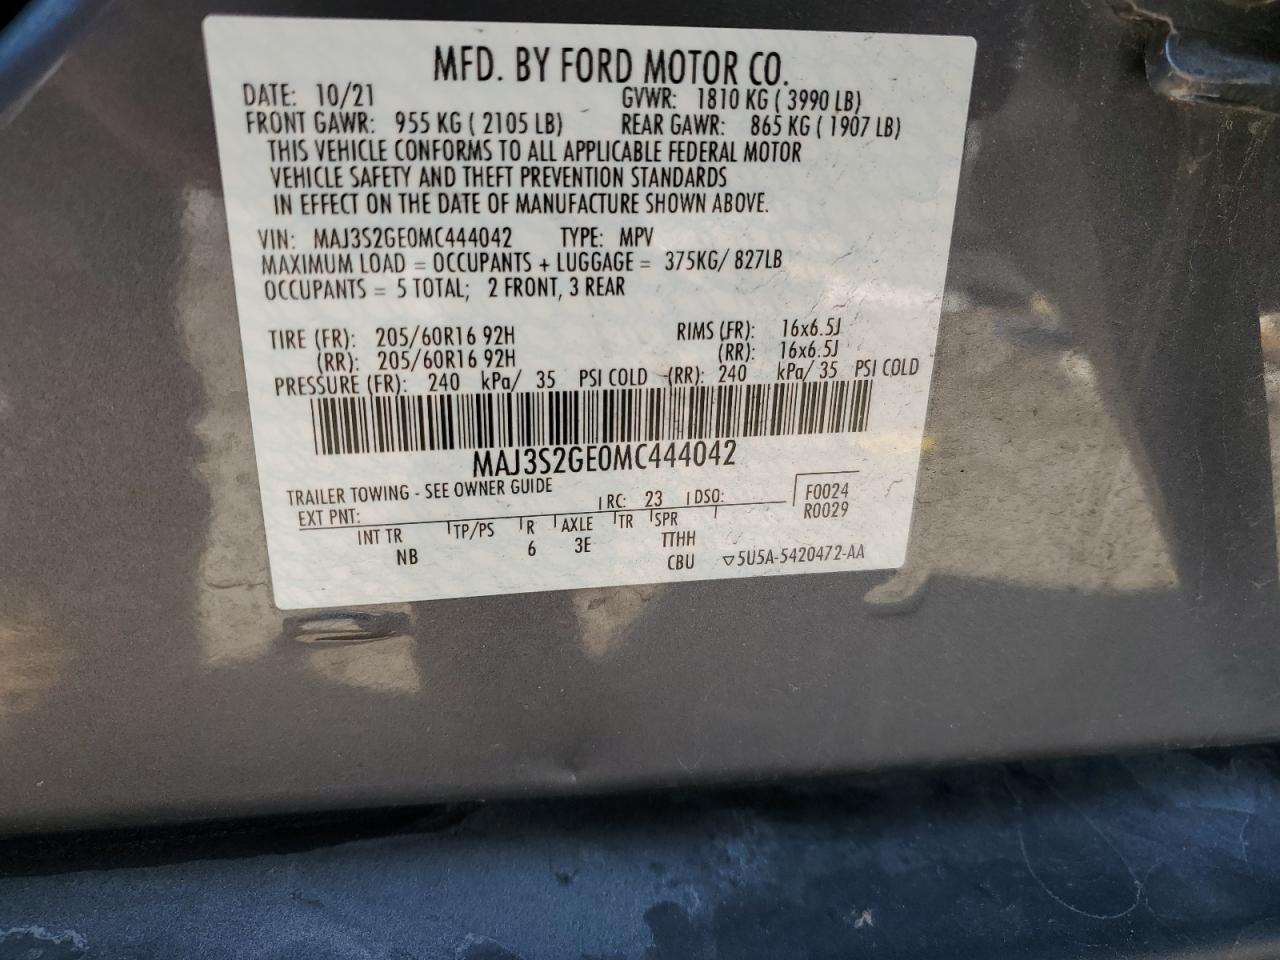 MFD. BY FORD MOTOR CO.
DATE: 10/21 GVWR: 1810 KG ( 3990 LB)
FRONT GAWR: 955 KG ( 2105 LB) REAR GAWR: 865 KG ( 1907 LB)
THIS VEHICLE CONFORMS TO ALL APPLICABLE FEDERAL MOTOR
VEHICLE SAFETY AND THEFT PREVENTION STANDARDS
IN EFFECT ON THE DATE OF MANUFACTURE SHOWN ABOVE.
VIN: MAJ3S2GE0MC444042 TYPE: MPV
MAXIMUM LOAD = OCCUPANTS + LUGGAGE = 375KG/ 827LB
OCCUPANTS = 5 TOTAL; 2 FRONT, 3 REAR
TIRE (FR): 205/60R16 92H RIMS (FR): 16x6.5J
(RR): 205/60R16 92H (RR): 16x6.5J
PRESSURE (FR): 240 kPa/ 35 PSI COLD (RR): 240 kPa/ 35 PSI COLD
MAJ3S2GE0MC444042
TRAILER TOWING - SEE OWNER GUIDE
EXT PNT: RC: 23 DSO: F0024
R0029
INT TR TP/PS R AXLE TR SPR
NB 6 3E TTHH
CBU ▽5U5A-5420472-AA